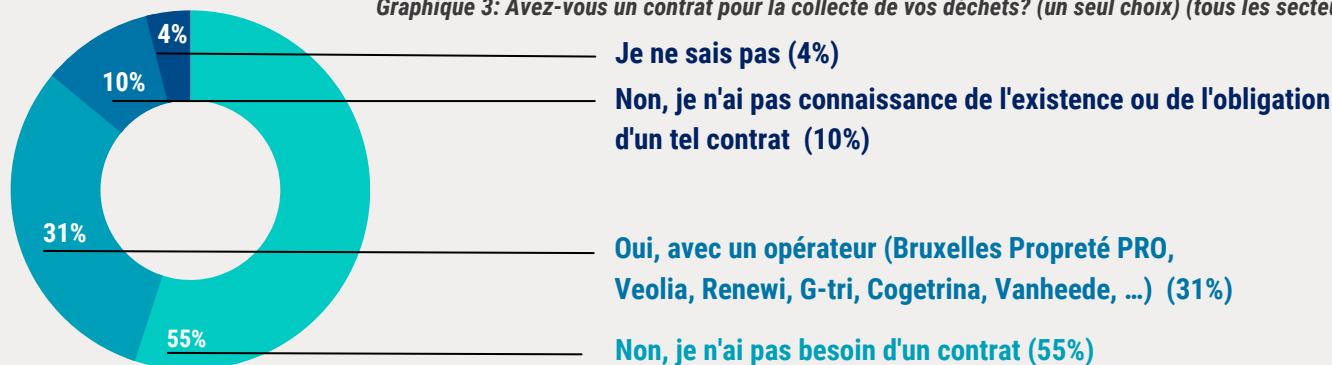 Graphique 3: Avez-vous un contrat pour la collecte de vos déchets? (un seul choix) (tous les
4%
Je ne sais pas (4%)
10%
Non, je n'ai pas connaissance de l'existence ou de l'obligation
d'un tel contrat (10%)
31%
Oui, avec un opérateur (Bruxelles Propreté PRO,
Veolia, Renewi, G-tri, Cogetrina, Vanheede, ...) (31%)
55%
Non, je n'ai pas besoin d'un contrat (55%)